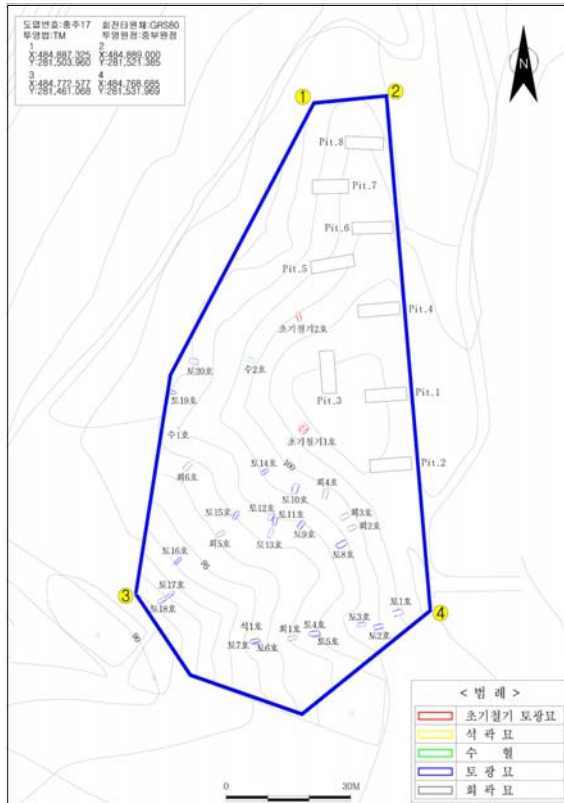 도엽번호:충주17 회전타원체:GRS80
투영법:TM 투영원점:중부원점
1 2
X:484,887.325 X:484,889.000
Y:281,503.960 Y:281,521.385
3 4
X:484,772.577 X:484,768.685
Y:281,461.068 Y:281,531.969
N
1
2
Pit.8
Pit.7
Pit.6
Pit.5
Pit.4
초기철기2호
토20호
수2호
Pit.3
Pit.1
토19호
수1호
초기철기1호
100
Pit.2
회6호
토14호
회4호
토10호
토15호
토12호
토11호
회3호
회2호
회5호
토13호
토9호
토8호
95
토16호
3
토17호
토18호
4
토1호
토3호
토2호
90
석1호
회1호
토4호
토5호
토7호
토6호
0 30M
< 범 례 >
초기철기 토광묘
석 곽 묘
수 혈
토 광 묘
회 곽 묘